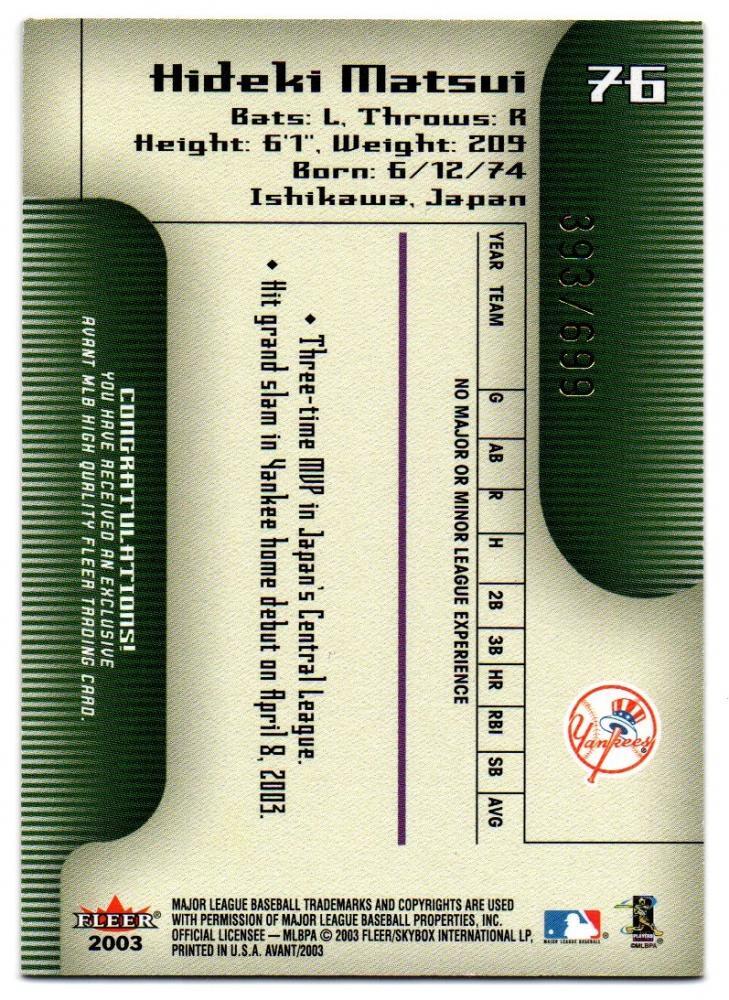 Hideki Matsui
76
Bats: L, Throws: R
Height: 6'1", Weight: 209
Born: 6/12/74
Ishikawa, Japan
393/699
YEAR TEAM G AB R H 2B 3B HR RBI SB AVG
NO MAJOR OR MINOR LEAGUE EXPERIENCE
♦ Three-time MVP in Japan's Central League.
♦ Hit grand slam in Yankee home debut on April 8, 2003.
CONGRATULATIONS!
YOU HAVE RECEIVED AN EXCLUSIVE
AVANT MLB HIGH QUALITY FLEER TRADING CARD.
Yankees
FLEER®
2003
MAJOR LEAGUE BASEBALL TRADEMARKS AND COPYRIGHTS ARE USED
WITH PERMISSION OF MAJOR LEAGUE BASEBALL PROPERTIES, INC.
OFFICIAL LICENSEE — MLBPA © 2003 FLEER/SKYBOX INTERNATIONAL LP.
PRINTED IN U.S.A. AVANT/2003
MAJOR LEAGUE BASEBALL
PLAYERS
©MLBPA